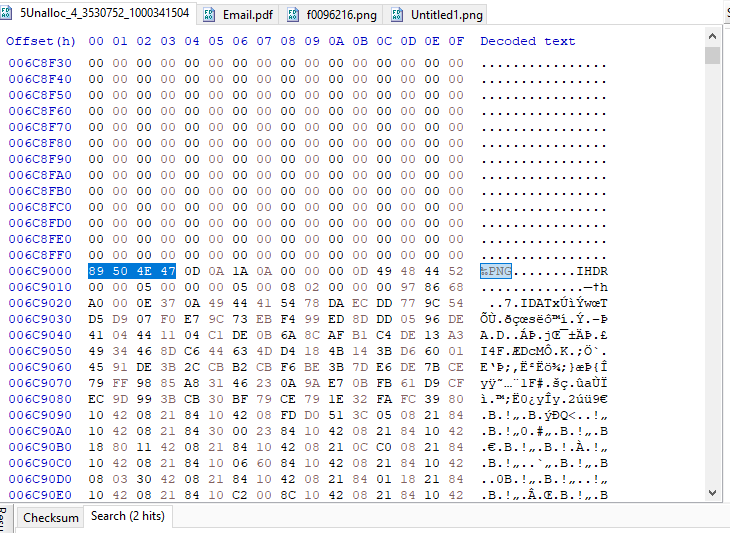 5Unalloc_4_3530752_1000341504 Email.pdf f0096216.png Untitled1.png
Offset(h) 00 01 02 03 04 05 06 07 08 09 0A 0B 0C 0D 0E 0F Decoded text
006C8F30 00 00 00 00 00 00 00 00 00 00 00 00 00 00 00 00 ................
006C8F40 00 00 00 00 00 00 00 00 00 00 00 00 00 00 00 00 ................
006C8F50 00 00 00 00 00 00 00 00 00 00 00 00 00 00 00 00 ................
006C8F60 00 00 00 00 00 00 00 00 00 00 00 00 00 00 00 00 ................
006C8F70 00 00 00 00 00 00 00 00 00 00 00 00 00 00 00 00 ................
006C8F80 00 00 00 00 00 00 00 00 00 00 00 00 00 00 00 00 ................
006C8F90 00 00 00 00 00 00 00 00 00 00 00 00 00 00 00 00 ................
006C8FA0 00 00 00 00 00 00 00 00 00 00 00 00 00 00 00 00 ................
006C8FB0 00 00 00 00 00 00 00 00 00 00 00 00 00 00 00 00 ................
006C8FC0 00 00 00 00 00 00 00 00 00 00 00 00 00 00 00 00 ................
006C8FD0 00 00 00 00 00 00 00 00 00 00 00 00 00 00 00 00 ................
006C8FE0 00 00 00 00 00 00 00 00 00 00 00 00 00 00 00 00 ................
006C8FF0 00 00 00 00 00 00 00 00 00 00 00 00 00 00 00 00 ................
006C9000 89 50 4E 47 0D 0A 1A 0A 00 00 00 0D 49 48 44 52 ‰PNG........IHDR
006C9010 00 00 05 00 00 00 05 00 08 02 00 00 00 97 86 68 .............—†h
006C9020 A0 00 0E 37 0A 49 44 41 54 78 DA EC DD 77 9C 54 ..7.IDATxÚìÝwœT
006C9030 D5 D9 07 F0 E7 9C 73 EB F4 99 ED 8D DD 05 96 DE ÕÙ.ðçœsëô™í.Ý.–Þ
006C9040 41 04 44 11 04 C1 DE 0B 6A 8C AF B1 C4 DE 13 A3 A.D..ÁÞ.jŒ¯±ÄÞ.£
006C9050 49 34 46 8D C6 44 63 4D D4 18 4B 14 3B D6 60 01 I4F.ÆDcMÔ.K.;Ö`.
006C9060 45 91 DE 3B 2C CB B2 CB F6 BE 3B 7D E6 DE 7B CE E‘Þ;,Ë²Ëö¾;}æÞ{Î
006C9070 79 FF 98 85 A8 31 46 23 0A 9A E7 0B FB 61 D9 CF yÿ˜…¨1F#.šç.ûaÙÏ
006C9080 EC 9D 99 3B CB 30 BF 79 CE 79 1E 32 FA FC 39 80 ì.™;Ë0¿yÎy.2úü9€
006C9090 10 42 08 21 84 10 42 08 FD D0 51 3C 05 08 21 84 .B.!„.B.ýÐQ<..!„
006C90A0 10 42 08 21 84 30 00 23 84 10 42 08 21 84 10 42 .B.!„0.#„.B.!„.B
006C90B0 18 80 11 42 08 21 84 10 42 08 21 0C C0 08 21 84 .€.B.!„.B.!.À.!„
006C90C0 10 42 08 21 84 10 06 60 84 10 42 08 21 84 10 42 .B.!„..`„.B.!„.B
006C90D0 08 03 30 42 08 21 84 10 42 08 21 84 01 18 21 84 ..0B.!„.B.!„..!„
006C90E0 10 42 08 21 84 10 C2 00 8C 10 42 08 21 84 10 42 .B.!„.Â.Œ.B.!„.B
Checksum Search (2 hits)